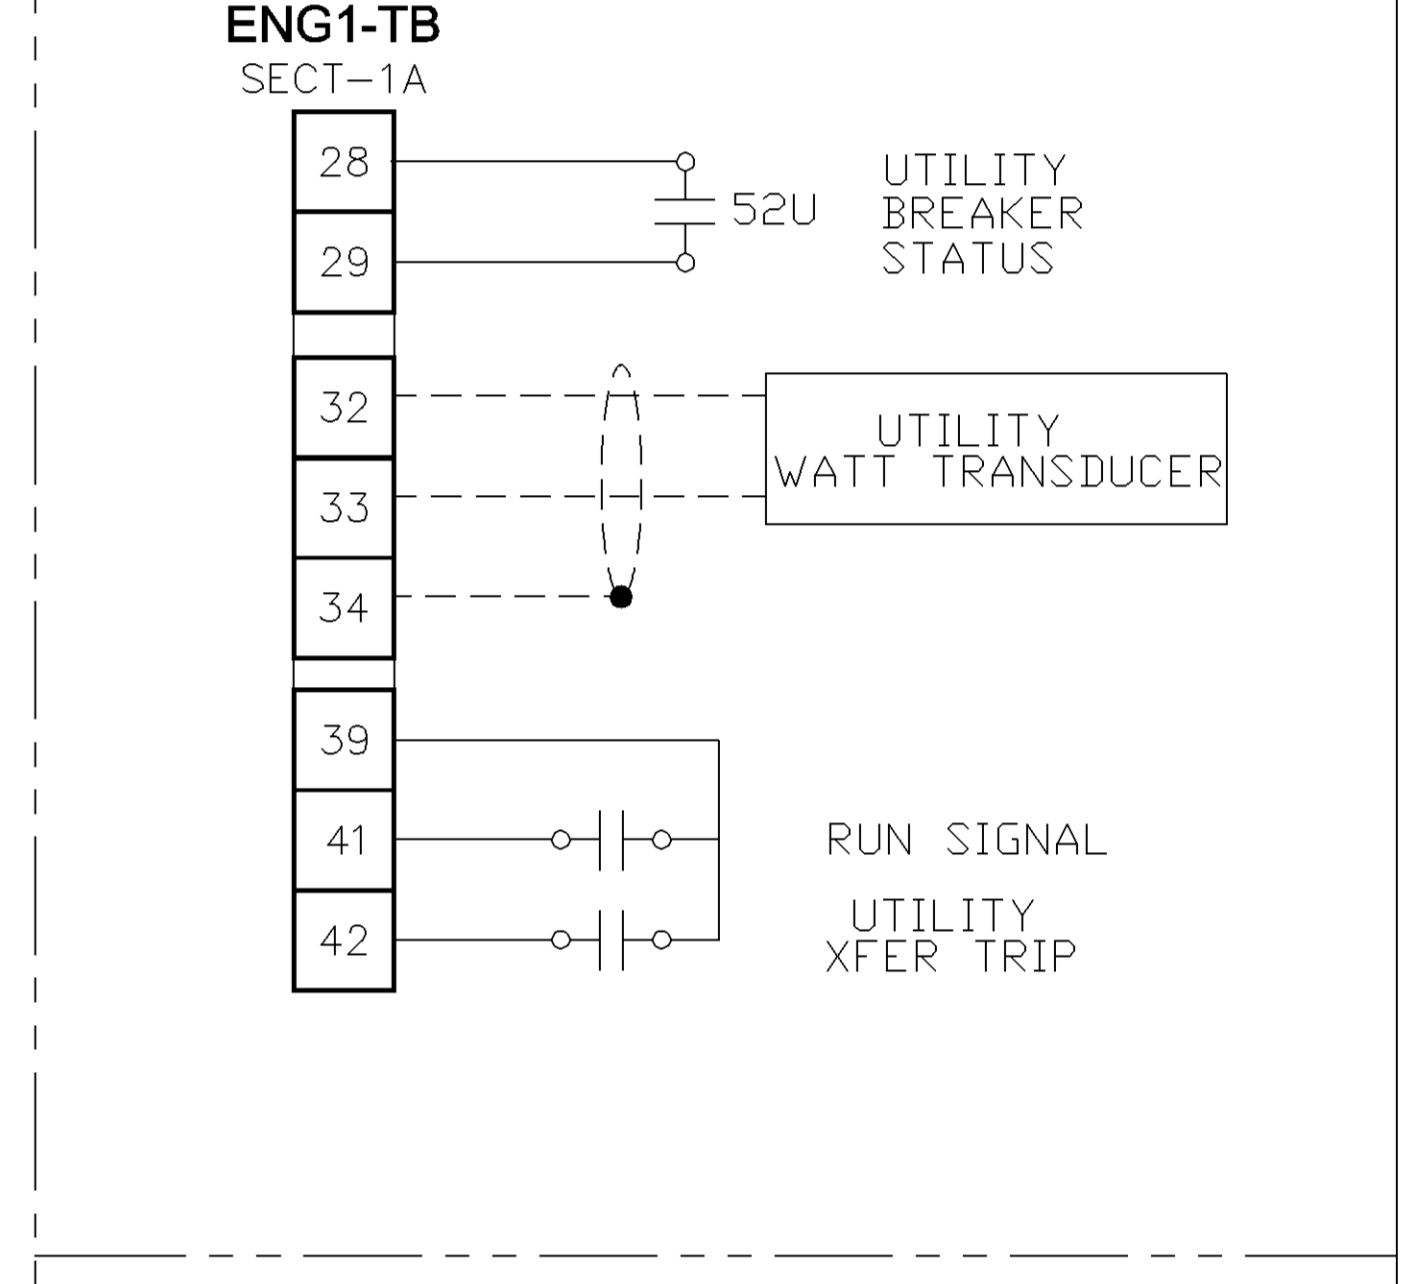 ENG1-TB
SECT-1A
28
29
52U
UTILITY
BREAKER
STATUS
32
33
34
UTILITY
WATT TRANSDUCER
39
41
42
RUN SIGNAL
UTILITY
XFER TRIP